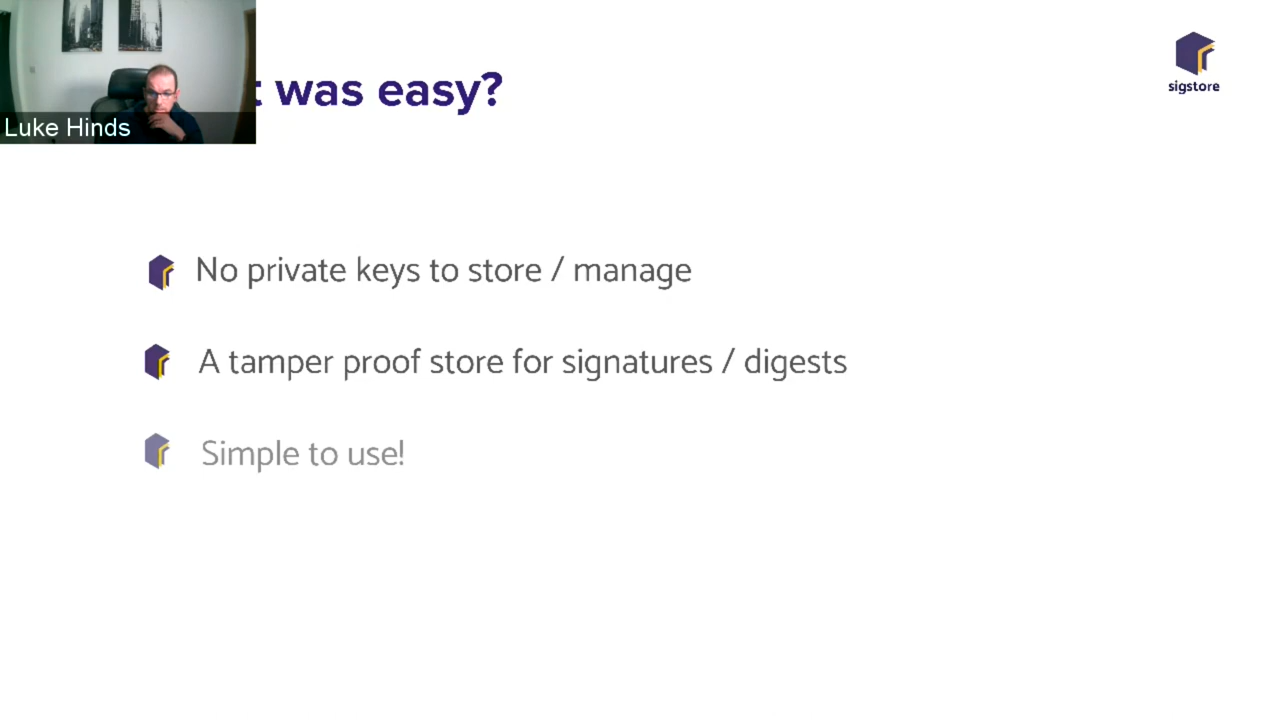 was easy?
sigstore
Luke Hinds
No private keys to store / manage
A tamper proof store for signatures / digests
Simple to use!